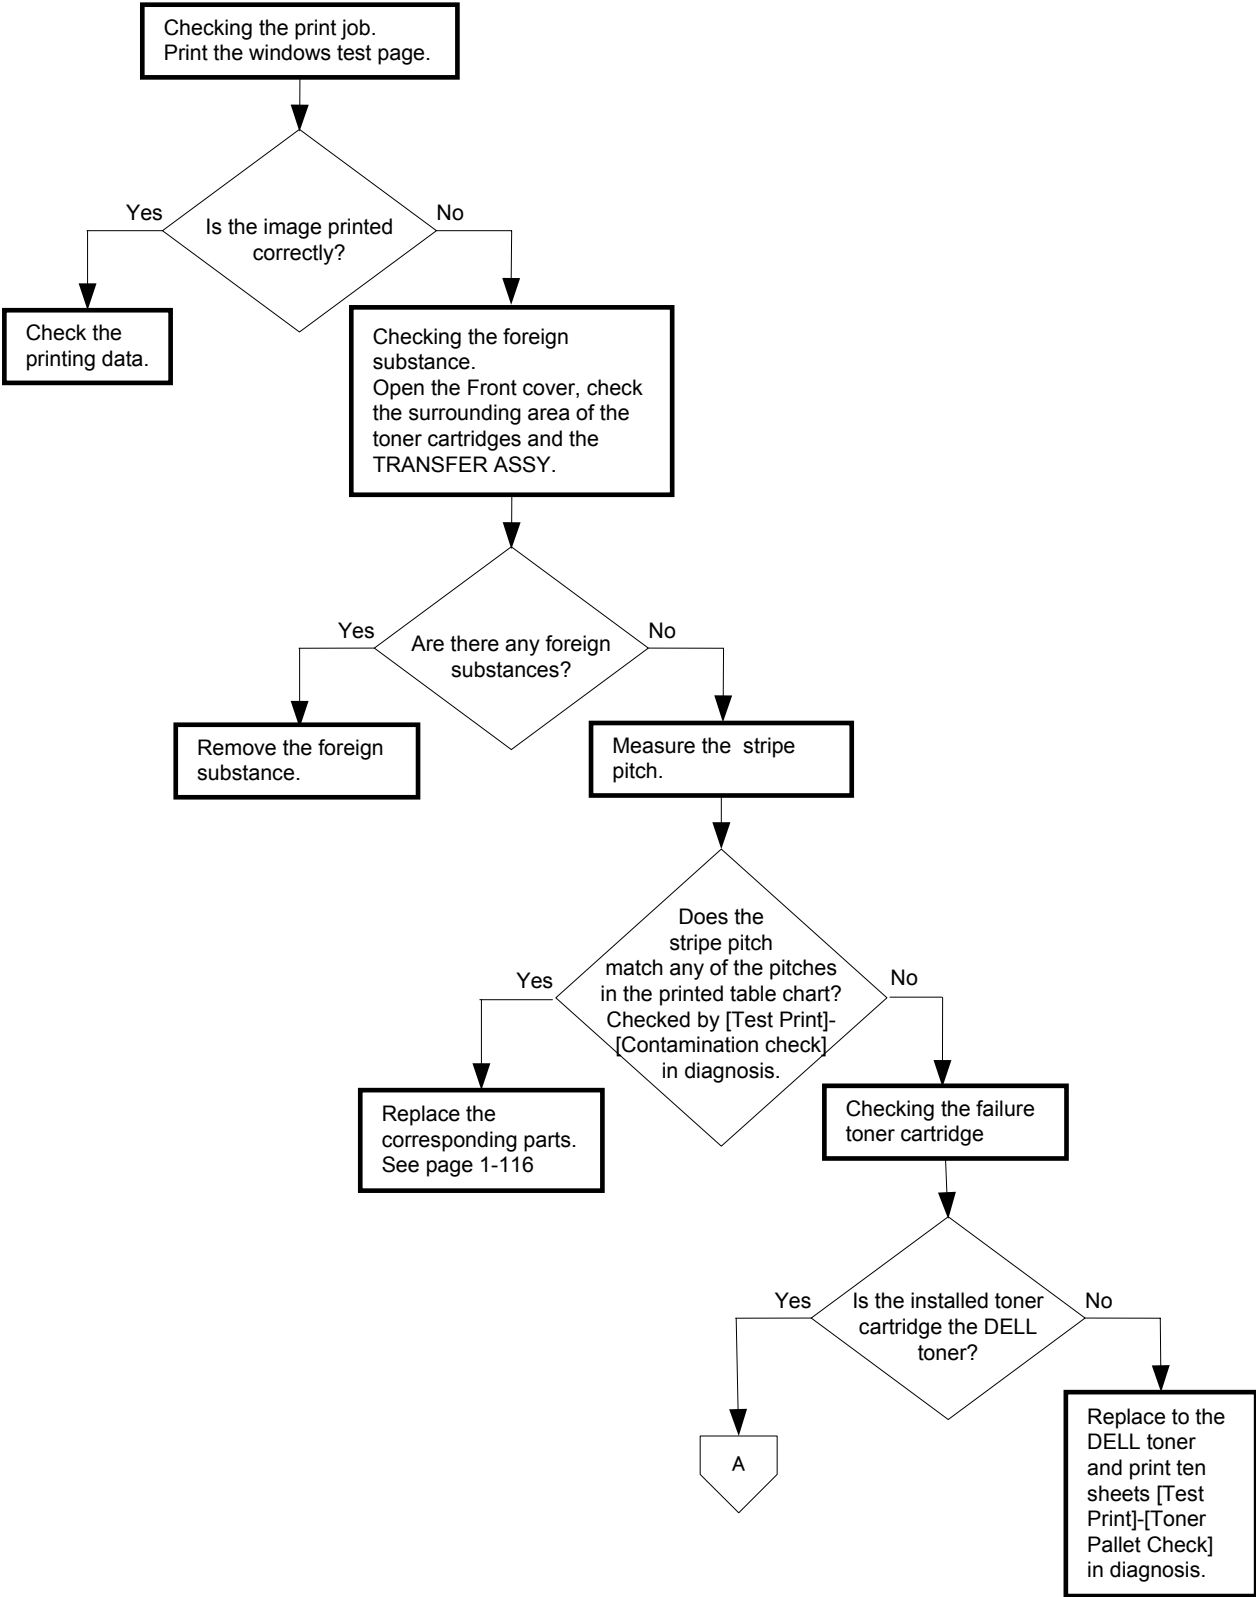 Checking the print job.
Print the windows test page.
Yes
No
Is the image printed
correctly?
Check the
printing data.
Checking the foreign
substance.
Open the Front cover, check
the surrounding area of the
toner cartridges and the
TRANSFER ASSY.
Yes
No
Are there any foreign
substances?
Remove the foreign
substance.
Measure the  stripe
pitch.
Does the
stripe pitch
match any of the pitches
in the printed table chart?
Checked by [Test Print]-
[Contamination check]
in diagnosis.
Yes
No
Replace the
corresponding parts.
See page 1-116
Checking the failure
toner cartridge
Yes
No
Is the installed toner
cartridge the DELL
toner?
A
Replace to the
DELL toner
and print ten
sheets [Test
Print]-[Toner
Pallet Check]
in diagnosis.